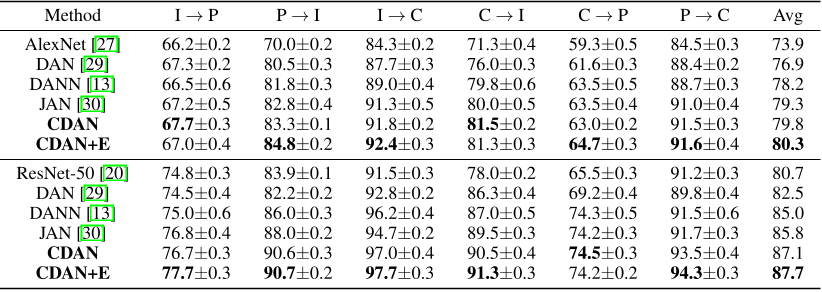 Method I → P P → I I → C C → I C → P P → C Avg
AlexNet [27] 66.2±0.2 70.0±0.2 84.3±0.2 71.3±0.4 59.3±0.5 84.5±0.3 73.9
DAN [29] 67.3±0.2 80.5±0.3 87.7±0.3 76.0±0.3 61.6±0.3 88.4±0.2 76.9
DANN [13] 66.5±0.6 81.8±0.3 89.0±0.4 79.8±0.6 63.5±0.5 88.7±0.3 78.2
JAN [30] 67.2±0.5 82.8±0.4 91.3±0.5 80.0±0.5 63.5±0.4 91.0±0.4 79.3
CDAN 67.7±0.3 83.3±0.1 91.8±0.2 81.5±0.2 63.0±0.2 91.5±0.3 79.8
CDAN+E 67.0±0.4 84.8±0.2 92.4±0.3 81.3±0.3 64.7±0.3 91.6±0.4 80.3
ResNet-50 [20] 74.8±0.3 83.9±0.1 91.5±0.3 78.0±0.2 65.5±0.3 91.2±0.3 80.7
DAN [29] 74.5±0.4 82.2±0.2 92.8±0.2 86.3±0.4 69.2±0.4 89.8±0.4 82.5
DANN [13] 75.0±0.6 86.0±0.3 96.2±0.4 87.0±0.5 74.3±0.5 91.5±0.6 85.0
JAN [30] 76.8±0.4 88.0±0.2 94.7±0.2 89.5±0.3 74.2±0.3 91.7±0.3 85.8
CDAN 76.7±0.3 90.6±0.3 97.0±0.4 90.5±0.4 74.5±0.3 93.5±0.4 87.1
CDAN+E 77.7±0.3 90.7±0.2 97.7±0.3 91.3±0.3 74.2±0.2 94.3±0.3 87.7